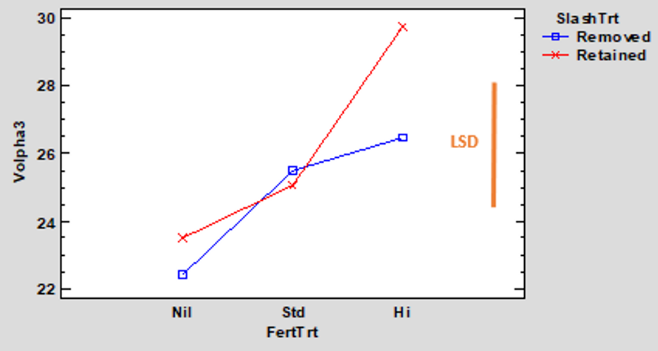 SlashTrt
Removed
Retained
30
28
26
24
22
Volpha3
LSD
Nil Std Hi
FertTrt